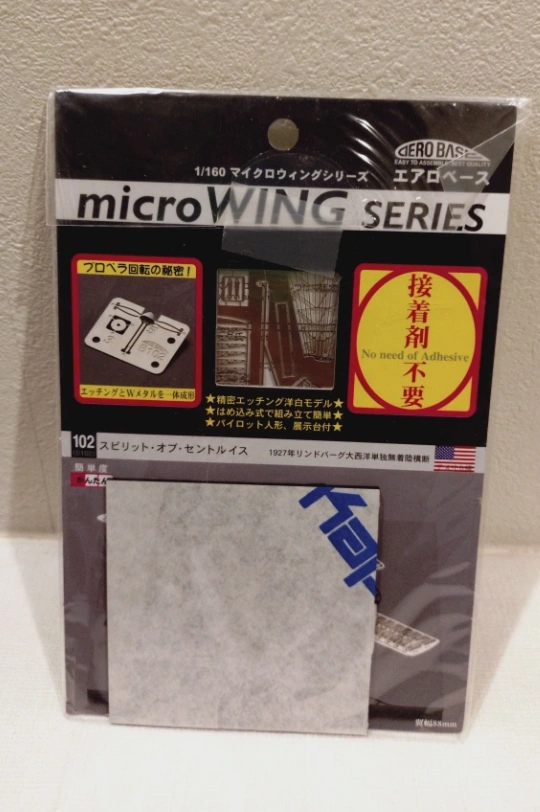 AERO BASE
EASY TO ASSEMBLE, BEST QUALITY
エアロベース
1/160 マイクロウィングシリーズ
microWING SERIES
プロペラ回転の秘密!
エッチングとWメタルを一体成形
接着剤
No need of Adhesive
不要
★精密エッチング洋白モデル★
★はめ込み式で組み立て簡単★
★パイロット人形、展示台付★
102
スピリット・オブ・セントルイス
1927年リンドバーグ大西洋単独無着陸横断
簡単度
かんたん
翼幅88mm